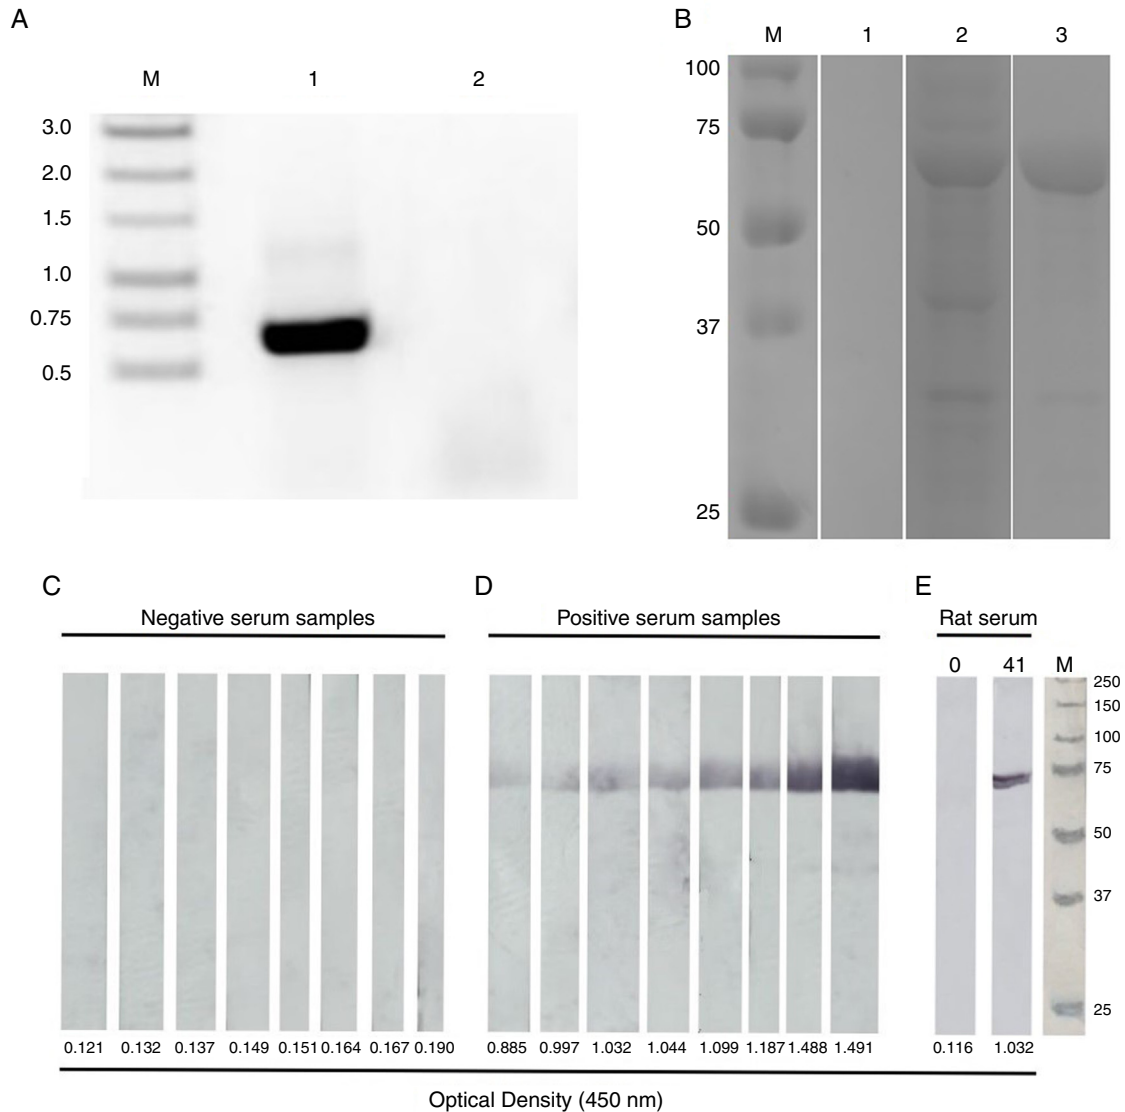 A
M 1 2
3.0
2.0
1.5
1.0
0.75
0.5
B
M 1 2 3
100
75
50
37
25
C
Negative serum samples
0.121 0.132 0.137 0.149 0.151 0.164 0.167 0.190
D
Positive serum samples
0.885 0.997 1.032 1.044 1.099 1.187 1.488 1.491
E
Rat serum
0 41 M
250
150
100
75
50
37
25
0.116 1.032
Optical Density (450 nm)